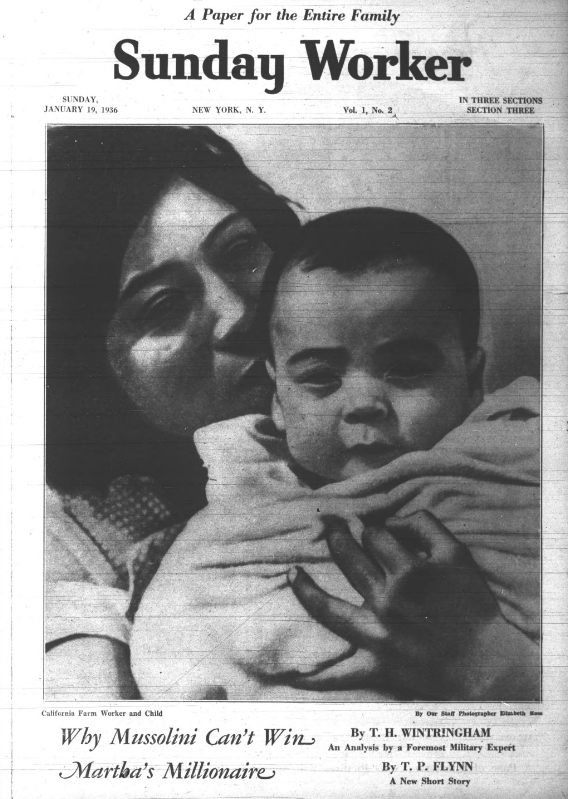 A Paper for the Entire Family
Sunday Worker
SUNDAY,
JANUARY 19, 1936
NEW YORK, N. Y.
Vol. 1, No. 2
IN THREE SECTIONS
SECTION THREE
California Farm Worker and Child
By Our Staff Photographer Elizabeth
Why Mussolini Can't Win
By T. H. WINTRINGHAM
An Analysis by a Foremost Military Expert
Martha's Millionaire
By T. P. FLYNN
A New Short Story